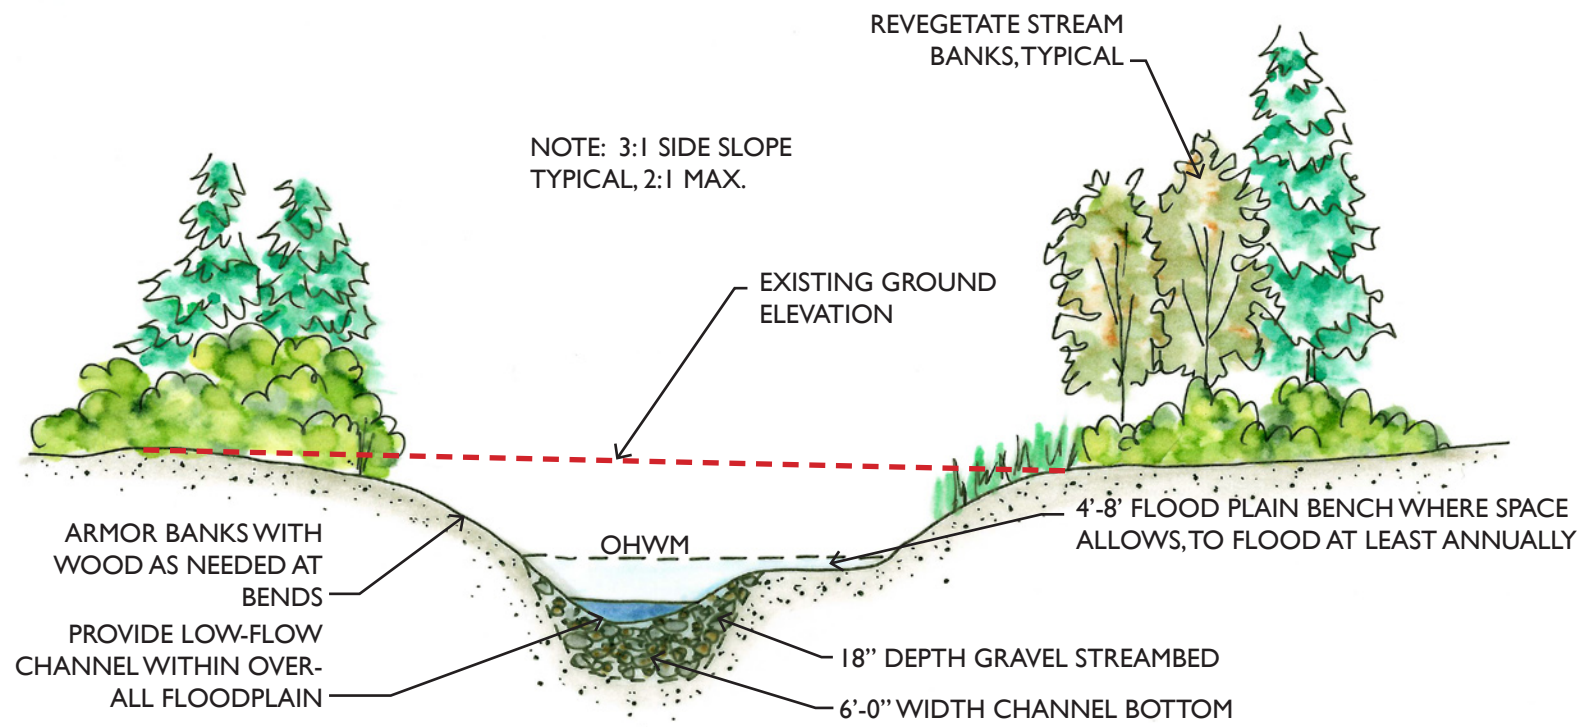 REVEGETATE STREAM
BANKS, TYPICAL
NOTE: 3:1 SIDE SLOPE
TYPICAL, 2:1 MAX.
EXISTING GROUND
ELEVATION
4'-8' FLOOD PLAIN BENCH WHERE SPACE
ALLOWS, TO FLOOD AT LEAST ANNUALLY
OHWM
ARMOR BANKS WITH
WOOD AS NEEDED AT
BENDS
PROVIDE LOW-FLOW
CHANNEL WITHIN OVER-
ALL FLOODPLAIN
18” DEPTH GRAVEL STREAMBED
6'-0” WIDTH CHANNEL BOTTOM